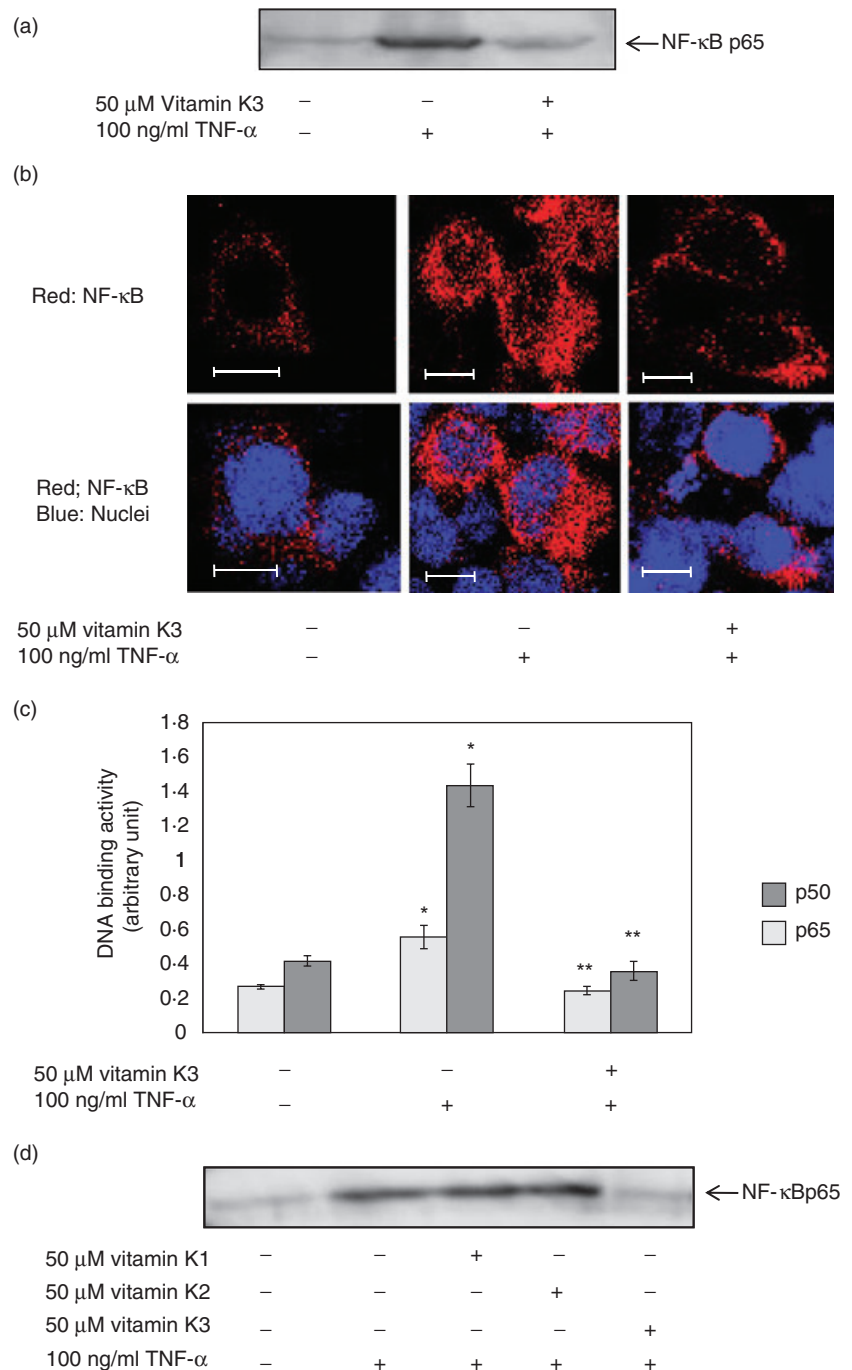 (a)
NF-κB p65
50 μM Vitamin K3 – – +
100 ng/ml TNF-α – + +
(b)
Red: NF-κB
Red; NF-κB
Blue: Nuclei
50 μM vitamin K3 – – +
100 ng/ml TNF-α – + +
(c)
DNA binding activity
(arbitrary unit)
1·8
1·6
1·4
1·2
1
0·8
0·6
0·4
0·2
0
*
*
**
**
p50
p65
50 μM vitamin K3 – – +
100 ng/ml TNF-α – + +
(d)
NF-κBp65
50 μM vitamin K1 – – + – –
50 μM vitamin K2 – – – + –
50 μM vitamin K3 – – – – +
100 ng/ml TNF-α – + + + +